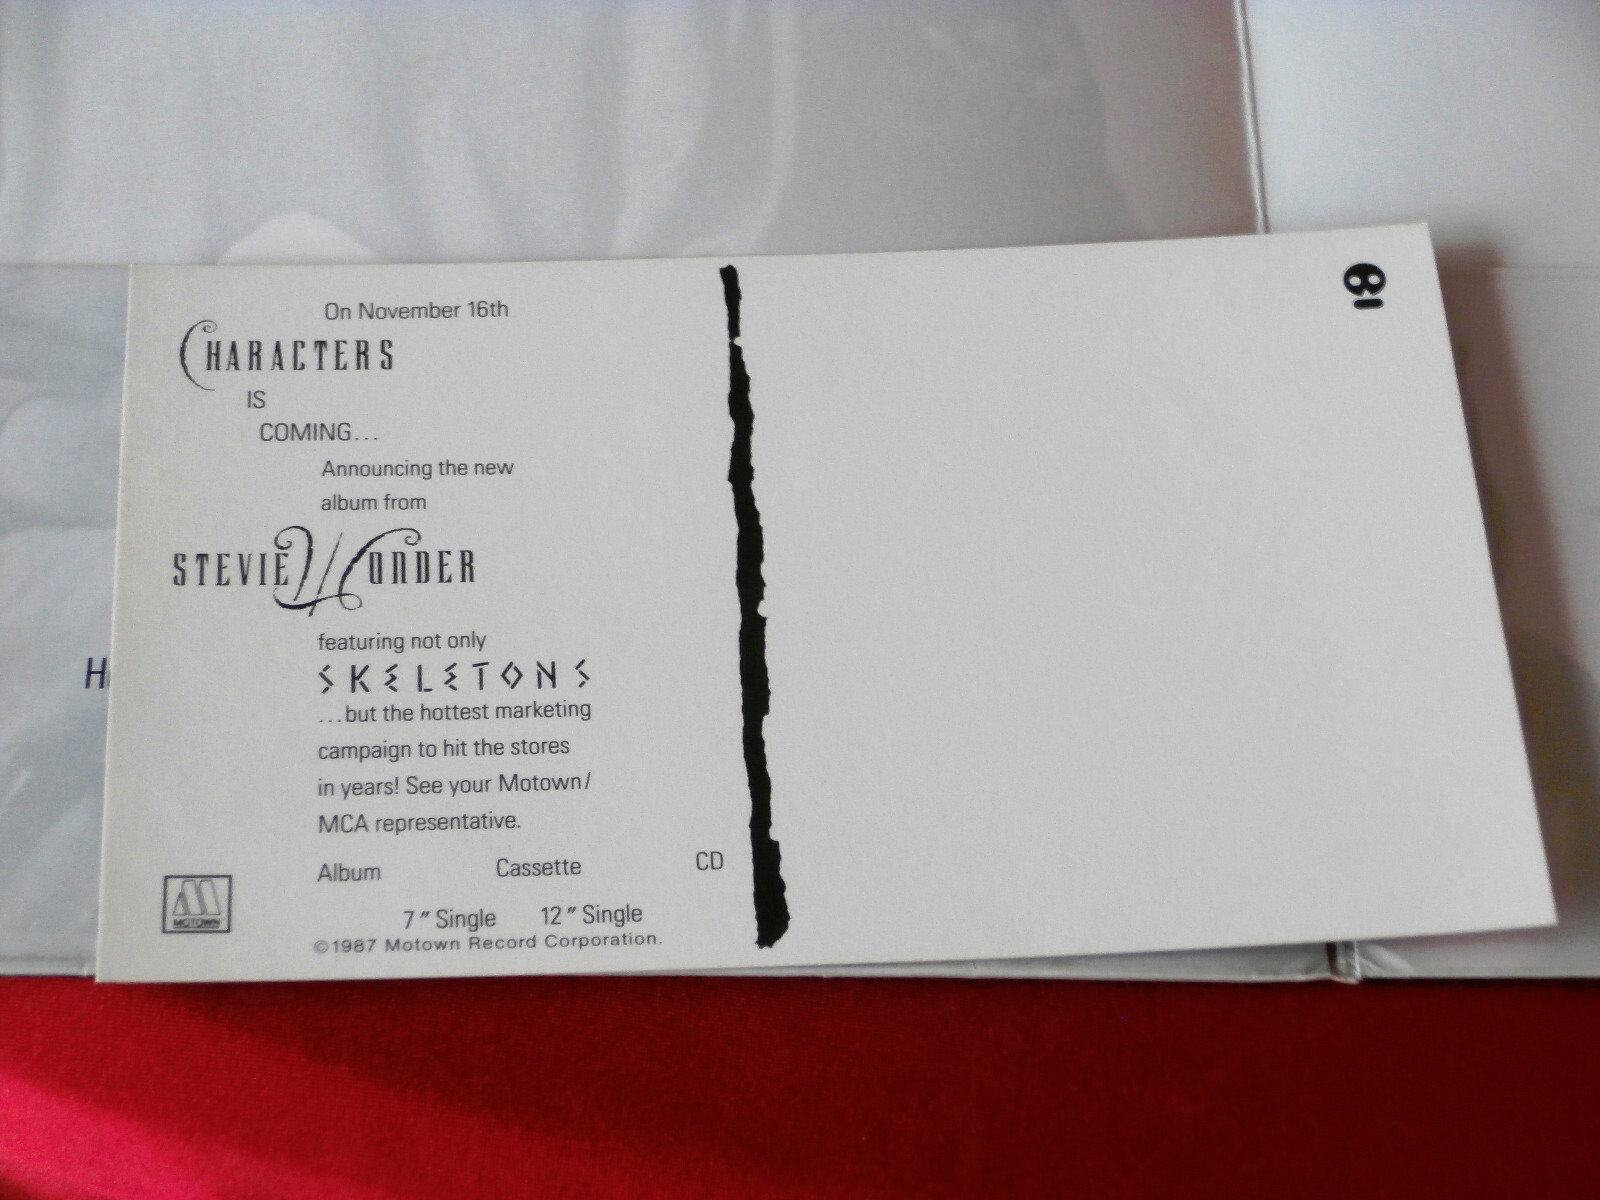 On November 16th
CHARACTERS
IS
COMING...
Announcing the new
album from
STEVIE WONDER
featuring not only
SKELETONS
...but the hottest marketing
campaign to hit the stores
in years! See your Motown/
MCA representative.
Album Cassette CD
7" Single 12" Single
©1987 Motown Record Corporation.
MOTOWN
H